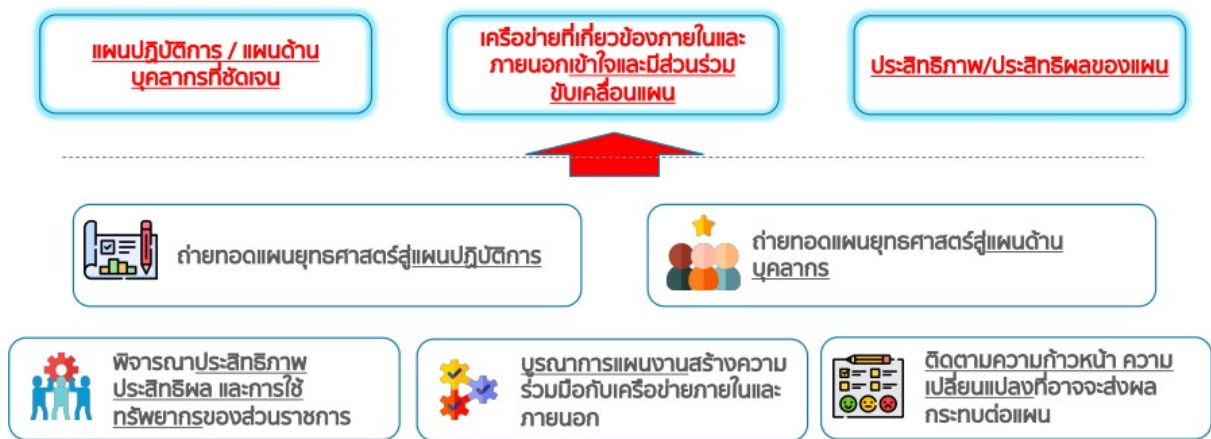 แผนปฏิบัติการ / แผนด้าน
บุคลากรที่ชัดเจน
เครือข่ายที่เกี่ยวข้องภายในและ
ภายนอกเข้าใจและมีส่วนร่วม
ขับเคลื่อนแผน
ประสิทธิภาพ/ประสิทธิผลของแผน
ถ่ายทอดแผนยุทธศาสตร์สู่แผนปฏิบัติการ
ถ่ายทอดแผนยุทธศาสตร์สู่แผนด้าน
บุคลากร
พิจารณาประสิทธิภาพ
ประสิทธิผล และการใช้
ทรัพยากรของส่วนราชการ
บูรณาการแผนงานสร้างความ
ร่วมมือกับเครือข่ายภายในและ
ภายนอก
ติดตามความก้าวหน้า ความ
เปลี่ยนแปลงที่อาจจะส่งผล
กระทบต่อแผน